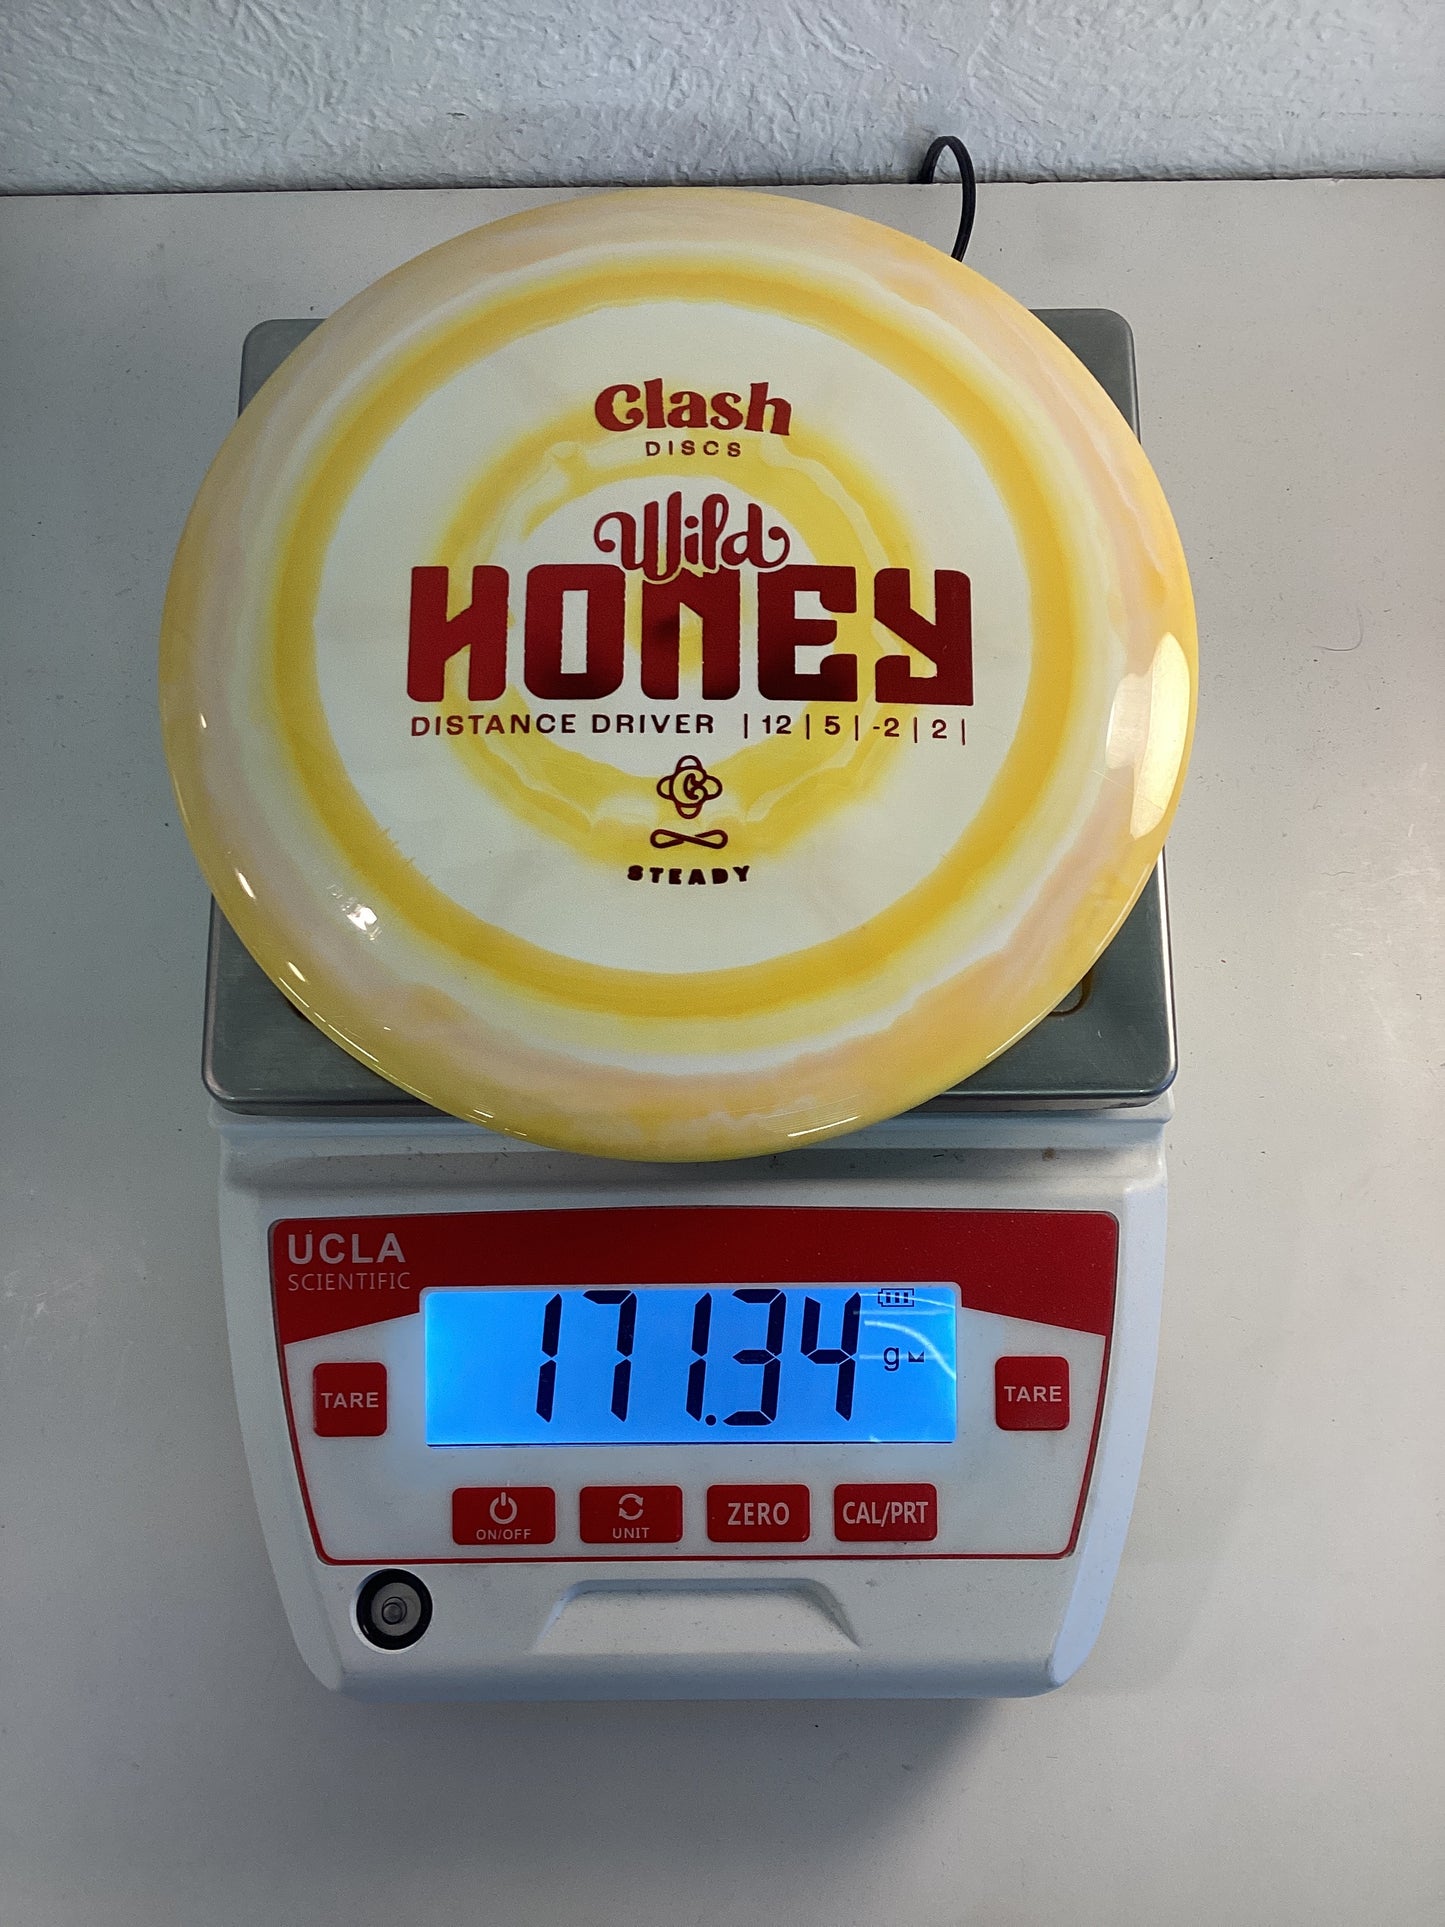 Clash
DISCS
Wild
HONEY
DISTANCE DRIVER | 12 | 5 | -2 | 2 |
C
STEADY
UCLA
SCIENTIFIC
171.34
g
TARE
TARE
ON/OFF
UNIT
ZERO
CAL/PRT